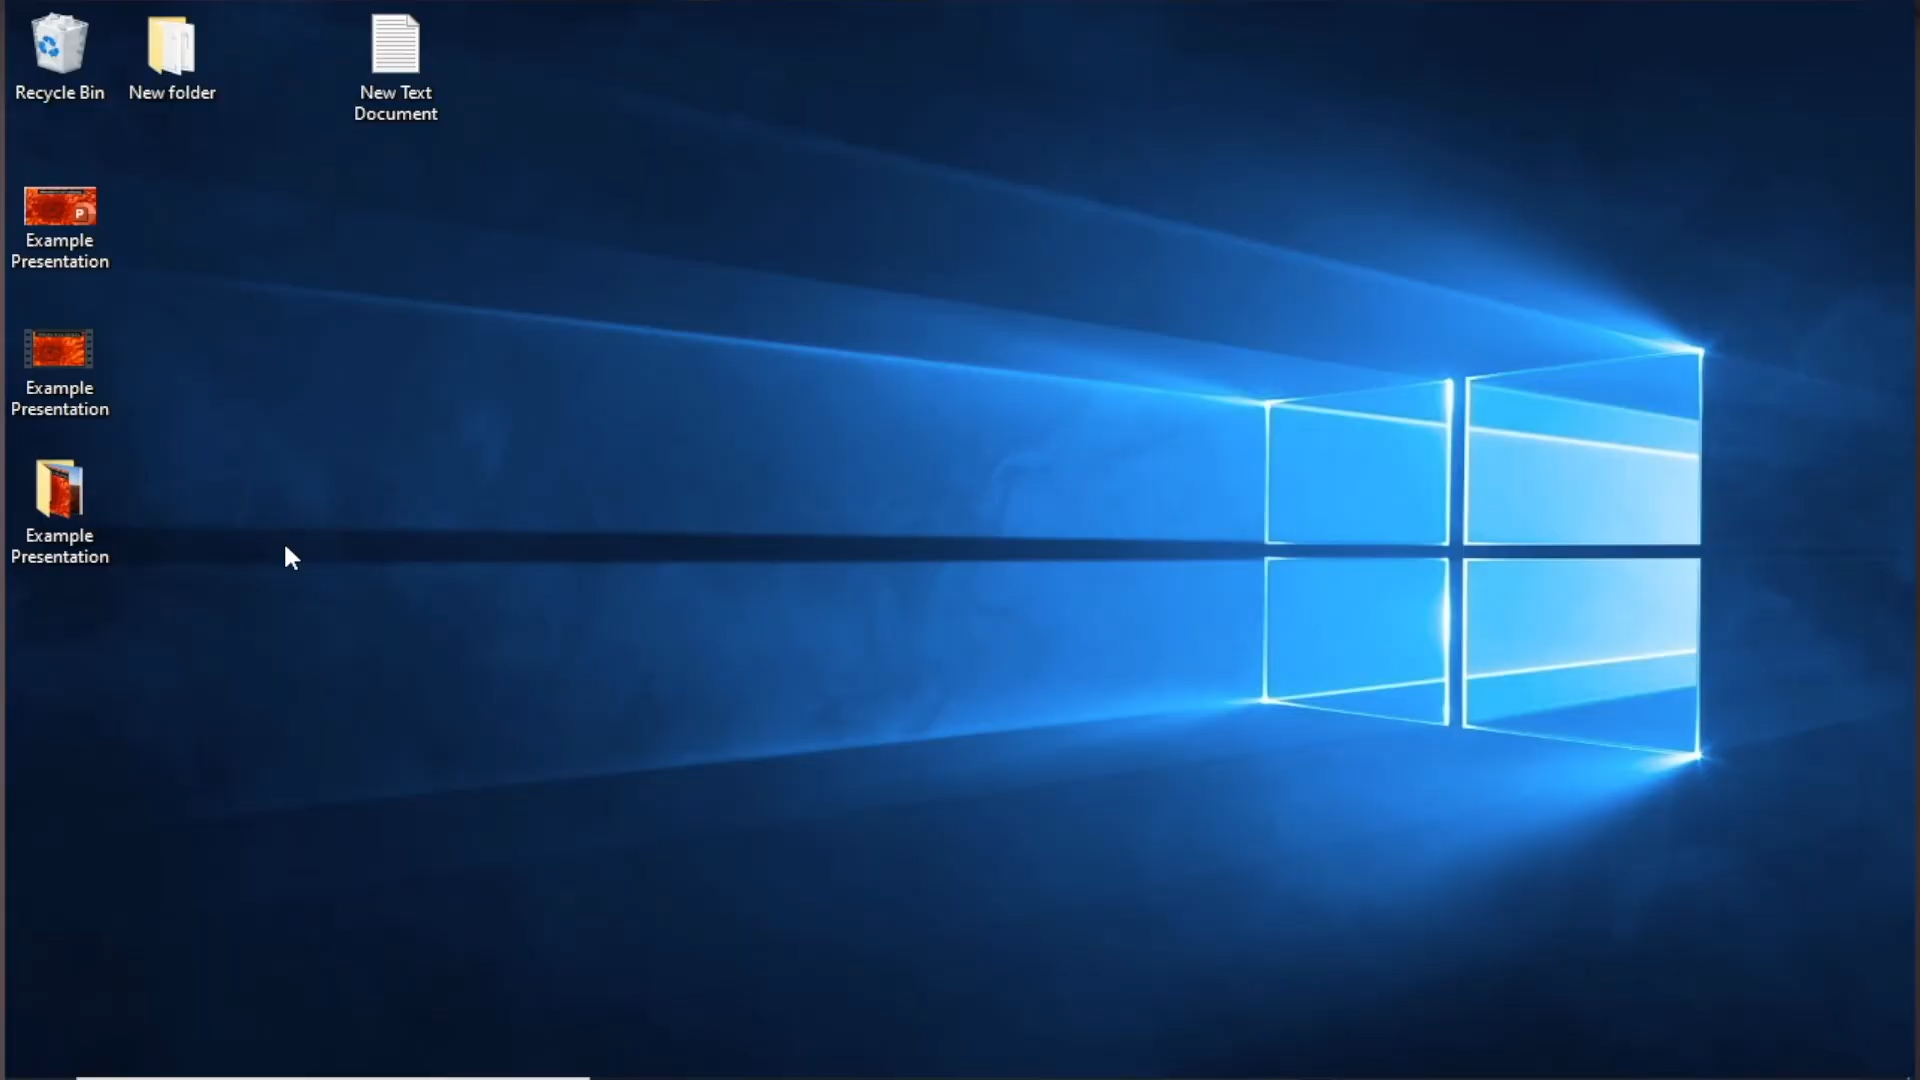 Recycle Bin
New folder
New Text
Document
Example
Presentation
Example
Presentation
Example
Presentation